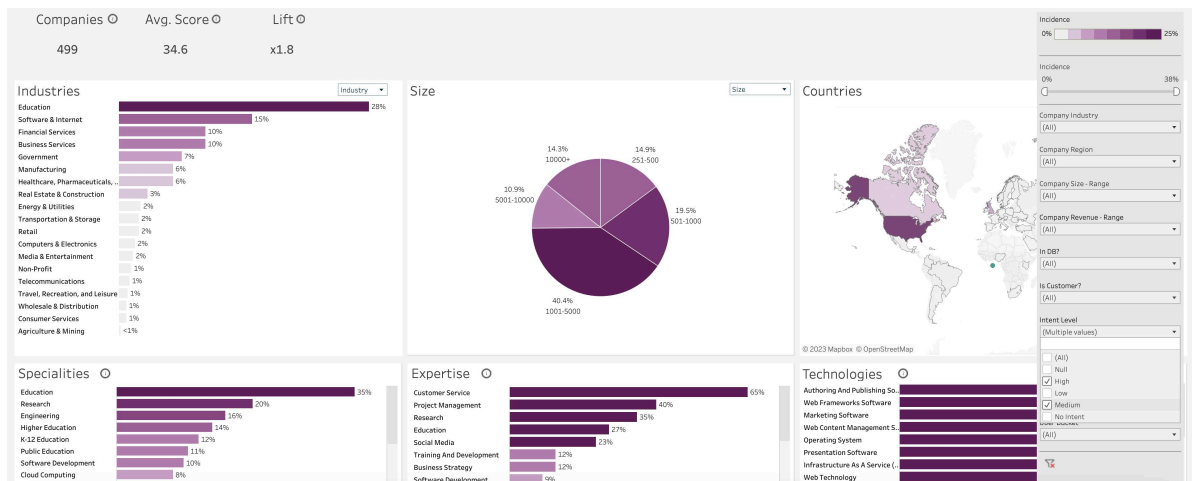 Companies Avg. Score Lift
499 34.6 x1.8
Industries
Industry
Education 28%
Software & Internet 15%
Financial Services 10%
Business Services 10%
Government 7%
Manufacturing 6%
Healthcare, Pharmaceuticals, .. 6%
Real Estate & Construction 3%
Energy & Utilities 2%
Transportation & Storage 2%
Retail 2%
Computers & Electronics 2%
Media & Entertainment 2%
Non-Profit 1%
Telecommunications 1%
Travel, Recreation, and Leisure 1%
Wholesale & Distribution 1%
Consumer Services 1%
Agriculture & Mining <1%
Size
Size
14.3%
10000+
14.9%
251-500
10.9%
5001-10000
19.5%
501-1000
40.4%
1001-5000
Countries
© 2023 Mapbox © OpenStreetMap
Specialities
Education 35%
Research 20%
Engineering 16%
Higher Education 14%
K-12 Education 12%
Public Education 11%
Software Development 10%
Cloud Computing 8%
Expertise
Customer Service 65%
Project Management 40%
Research 35%
Education 27%
Social Media 23%
Training And Development 12%
Business Strategy 12%
Software Development 9%
Technologies
Authoring And Publishing So..
Web Frameworks Software
Marketing Software
Web Content Management S..
Operating System
Presentation Software
Infrastructure As A Service (..
Web Technology
Incidence
0% 25%
Incidence
0% 38%
Company Industry
(All)
Company Region
(All)
Company Size - Range
(All)
Company Revenue - Range
(All)
In DB?
(All)
Is Customer?
(All)
Intent Level
(Multiple values)
(All)
Null
High
Low
Medium
No Intent
(All)